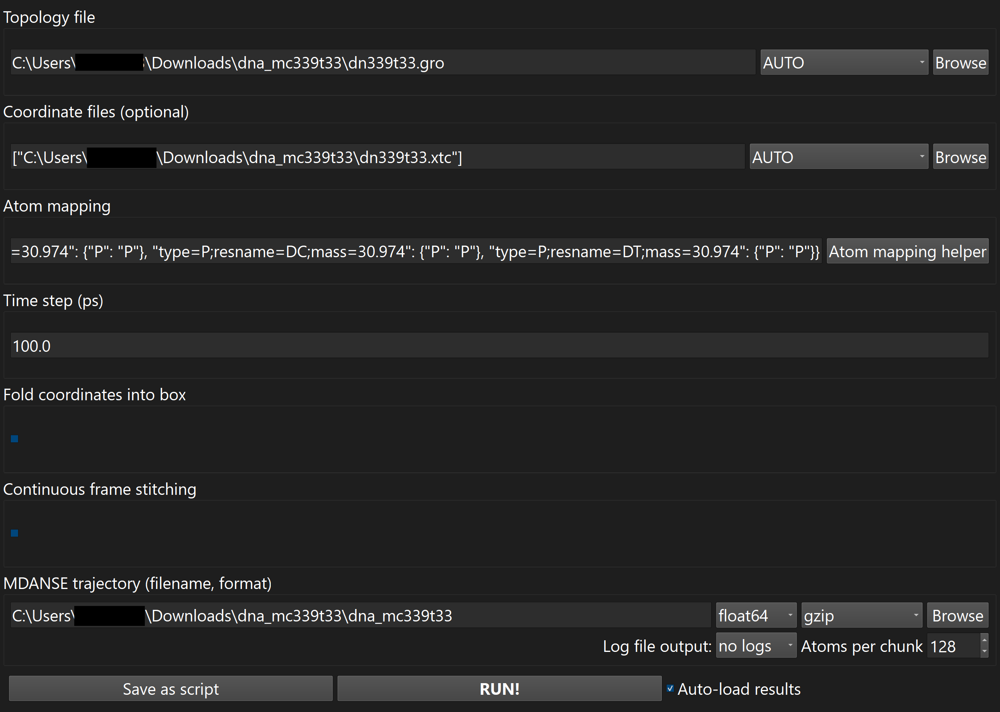 Topology file
C:\Users\ \Downloads\dna_mc339t33\dn339t33.gro AUTO Browse
Coordinate files (optional)
["C:\Users\ \Downloads\dna_mc339t33\dn339t33.xtc"] AUTO Browse
Atom mapping
=30.974": {"P": "P"}, "type=P;resname=DC;mass=30.974": {"P": "P"}, "type=P;resname=DT;mass=30.974": {"P": "P"}} Atom mapping helper
Time step (ps)
100.0
Fold coordinates into box
Continuous frame stitching
MDANSE trajectory (filename, format)
C:\Users\ \Downloads\dna_mc339t33\dna_mc339t33 float64 gzip Browse
Log file output: no logs Atoms per chunk 128
Save as script RUN! Auto-load results